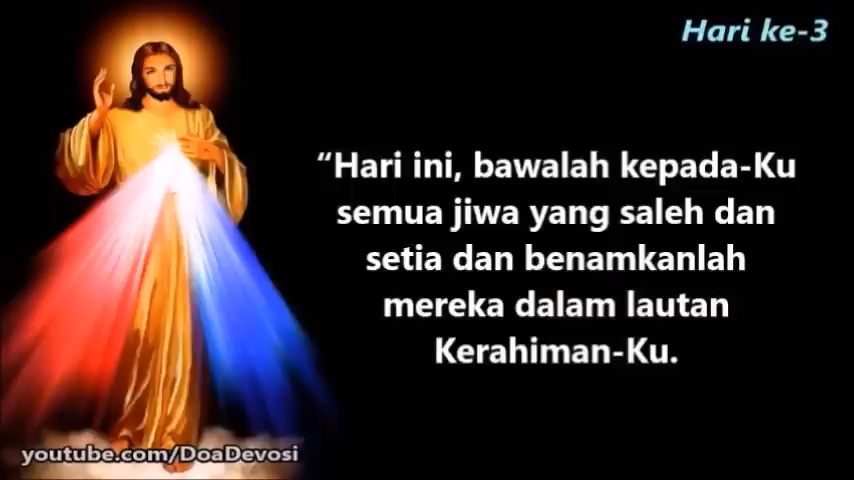 Hari ke-3
“Hari ini, bawalah kepada-Ku
semua jiwa yang saleh dan
setia dan benamkanlah
mereka dalam lautan
Kerahiman-Ku.
youtube.com/DoaDevosi